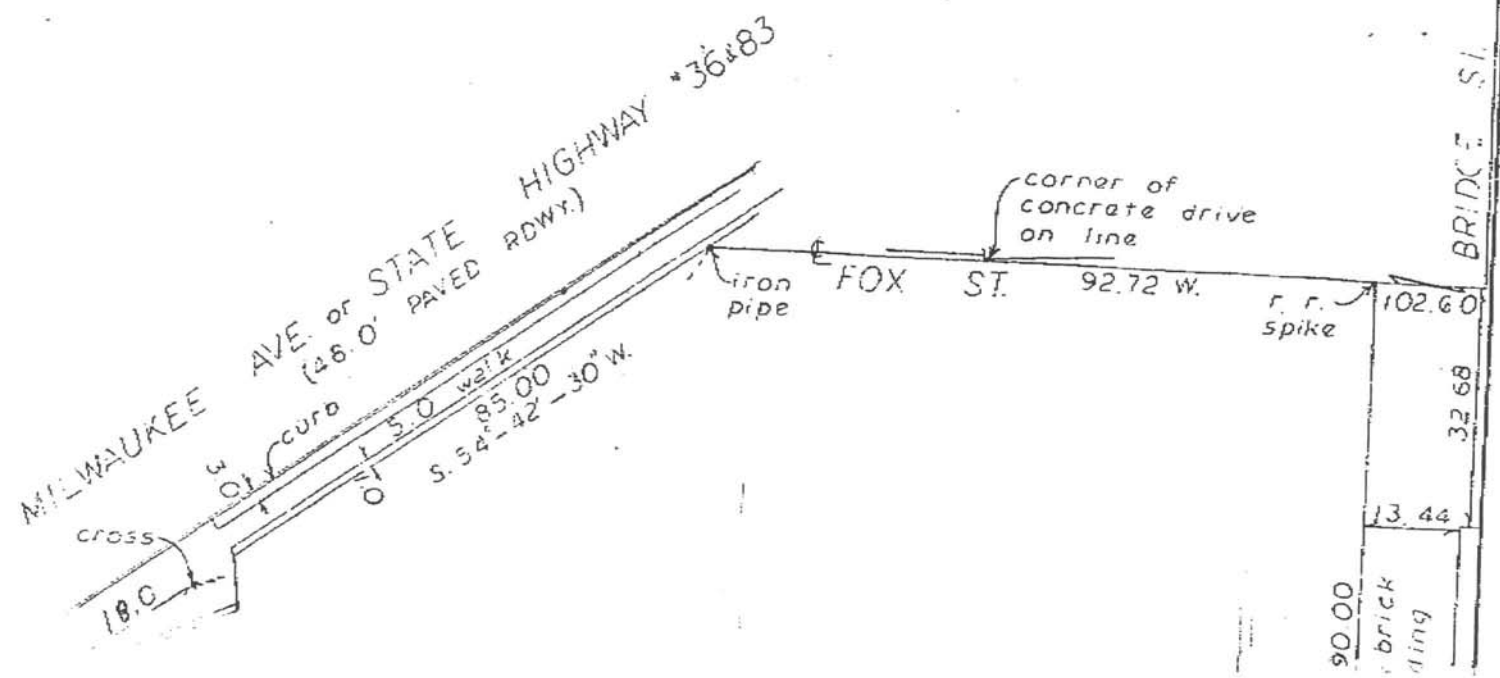 MILWAUKEE AVE. or STATE HIGHWAY #36&83
(48.0' PAVED RDWY.)
BRIDGE ST.
corner of
concrete drive
on line
iron
pipe
℄ FOX ST. 92.72 W.
r. r.
spike
102.60
32.68
13.44
90.00
brick
curb
3.0
5.0 walk
85.00
S. 54°-42'-30" W.
cross
18.0